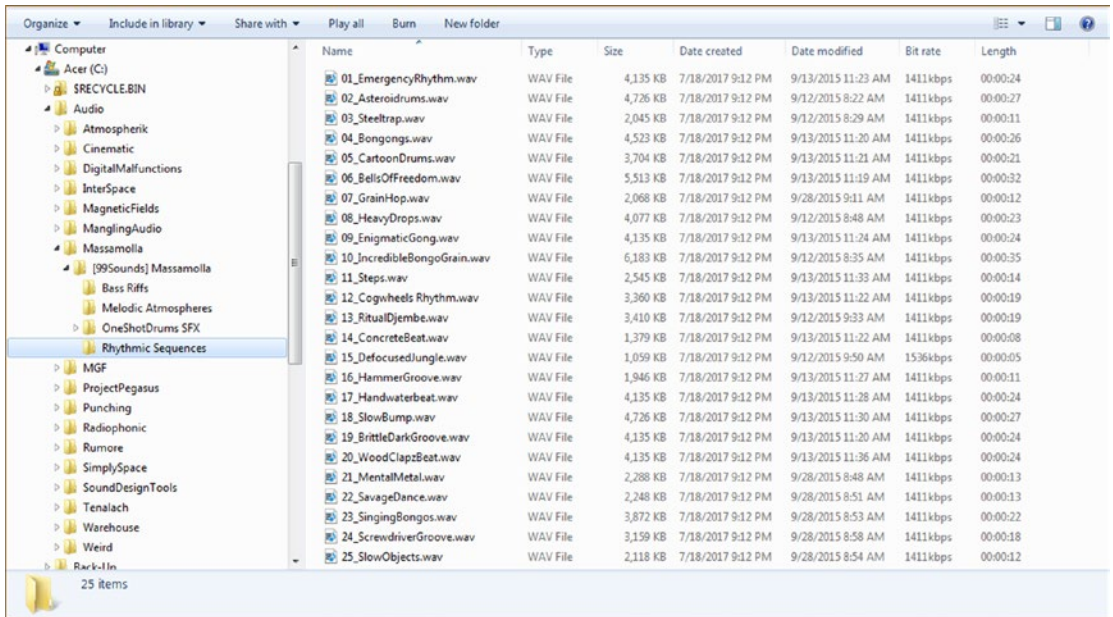 Organize Include in library Share with Play all Burn New folder
Computer
Acer (C:)
$RECYCLE.BIN
Audio
Atmospherik
Cinematic
DigitalMalfunctions
InterSpace
MagneticFields
ManglingAudio
Massamolla
[99Sounds] Massamolla
Bass Riffs
Melodic Atmospheres
OneShotDrums SFX
Rhythmic Sequences
MGF
ProjectPegasus
Punching
Radiophonic
Rumore
SimplySpace
SoundDesignTools
Tenalach
Warehouse
Weird
Back-Up
Name Type Size Date created Date modified Bit rate Length
01_EmergencyRhythm.wav WAV File 4,135 KB 7/18/2017 9:12 PM 9/13/2015 11:23 AM 1411kbps 00:00:24
02_Asteroidrums.wav WAV File 4,726 KB 7/18/2017 9:12 PM 9/12/2015 8:22 AM 1411kbps 00:00:27
03_Steeltrap.wav WAV File 2,045 KB 7/18/2017 9:12 PM 9/12/2015 8:29 AM 1411kbps 00:00:11
04_Bongongs.wav WAV File 4,523 KB 7/18/2017 9:12 PM 9/13/2015 11:20 AM 1411kbps 00:00:26
05_CartoonDrums.wav WAV File 3,704 KB 7/18/2017 9:12 PM 9/13/2015 11:21 AM 1411kbps 00:00:21
06_BellsOfFreedom.wav WAV File 5,513 KB 7/18/2017 9:12 PM 9/13/2015 11:19 AM 1411kbps 00:00:32
07_GrainHop.wav WAV File 2,068 KB 7/18/2017 9:12 PM 9/28/2015 9:11 AM 1411kbps 00:00:12
08_HeavyDrops.wav WAV File 4,077 KB 7/18/2017 9:12 PM 9/12/2015 8:48 AM 1411kbps 00:00:23
09_EnigmaticGong.wav WAV File 4,135 KB 7/18/2017 9:12 PM 9/13/2015 11:24 AM 1411kbps 00:00:24
10_IncredibleBongoGrain.wav WAV File 6,183 KB 7/18/2017 9:12 PM 9/12/2015 8:35 AM 1411kbps 00:00:35
11_Steps.wav WAV File 2,545 KB 7/18/2017 9:12 PM 9/13/2015 11:33 AM 1411kbps 00:00:14
12_Cogwheels Rhythm.wav WAV File 3,360 KB 7/18/2017 9:12 PM 9/13/2015 11:22 AM 1411kbps 00:00:19
13_RitualDjembe.wav WAV File 3,410 KB 7/18/2017 9:12 PM 9/12/2015 9:33 AM 1411kbps 00:00:19
14_ConcreteBeat.wav WAV File 1,379 KB 7/18/2017 9:12 PM 9/13/2015 11:22 AM 1411kbps 00:00:08
15_DefocusedJungle.wav WAV File 1,059 KB 7/18/2017 9:12 PM 9/12/2015 9:50 AM 1536kbps 00:00:05
16_HammerGroove.wav WAV File 1,946 KB 7/18/2017 9:12 PM 9/13/2015 11:27 AM 1411kbps 00:00:11
17_Handwaterbeat.wav WAV File 4,135 KB 7/18/2017 9:12 PM 9/13/2015 11:28 AM 1411kbps 00:00:24
18_SlowBump.wav WAV File 4,726 KB 7/18/2017 9:12 PM 9/13/2015 11:30 AM 1411kbps 00:00:27
19_BrittleDarkGroove.wav WAV File 4,135 KB 7/18/2017 9:12 PM 9/13/2015 11:20 AM 1411kbps 00:00:24
20_WoodClapzBeat.wav WAV File 4,135 KB 7/18/2017 9:12 PM 9/13/2015 11:36 AM 1411kbps 00:00:24
21_MentalMetal.wav WAV File 2,288 KB 7/18/2017 9:12 PM 9/28/2015 8:48 AM 1411kbps 00:00:13
22_SavageDance.wav WAV File 2,248 KB 7/18/2017 9:12 PM 9/28/2015 8:51 AM 1411kbps 00:00:13
23_SingingBongos.wav WAV File 3,872 KB 7/18/2017 9:12 PM 9/28/2015 8:53 AM 1411kbps 00:00:22
24_ScrewdriverGroove.wav WAV File 3,159 KB 7/18/2017 9:12 PM 9/28/2015 8:58 AM 1411kbps 00:00:18
25_SlowObjects.wav WAV File 2,118 KB 7/18/2017 9:12 PM 9/28/2015 8:54 AM 1411kbps 00:00:12
25 items